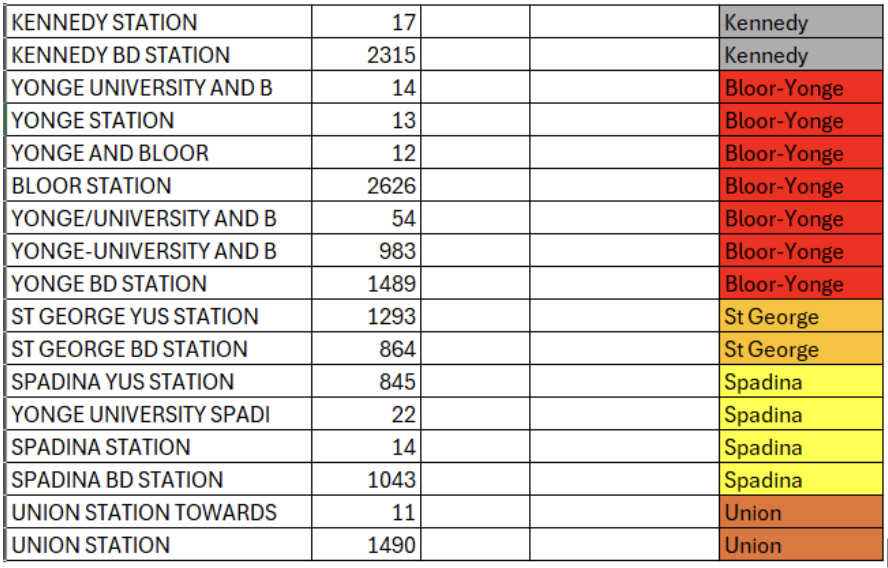 KENNEDY STATION 17 Kennedy
KENNEDY BD STATION 2315 Kennedy
YONGE UNIVERSITY AND B 14 Bloor-Yonge
YONGE STATION 13 Bloor-Yonge
YONGE AND BLOOR 12 Bloor-Yonge
BLOOR STATION 2626 Bloor-Yonge
YONGE/UNIVERSITY AND B 54 Bloor-Yonge
YONGE-UNIVERSITY AND B 983 Bloor-Yonge
YONGE BD STATION 1489 Bloor-Yonge
ST GEORGE YUS STATION 1293 St George
ST GEORGE BD STATION 864 St George
SPADINA YUS STATION 845 Spadina
YONGE UNIVERSITY SPADI 22 Spadina
SPADINA STATION 14 Spadina
SPADINA BD STATION 1043 Spadina
UNION STATION TOWARDS 11 Union
UNION STATION 1490 Union